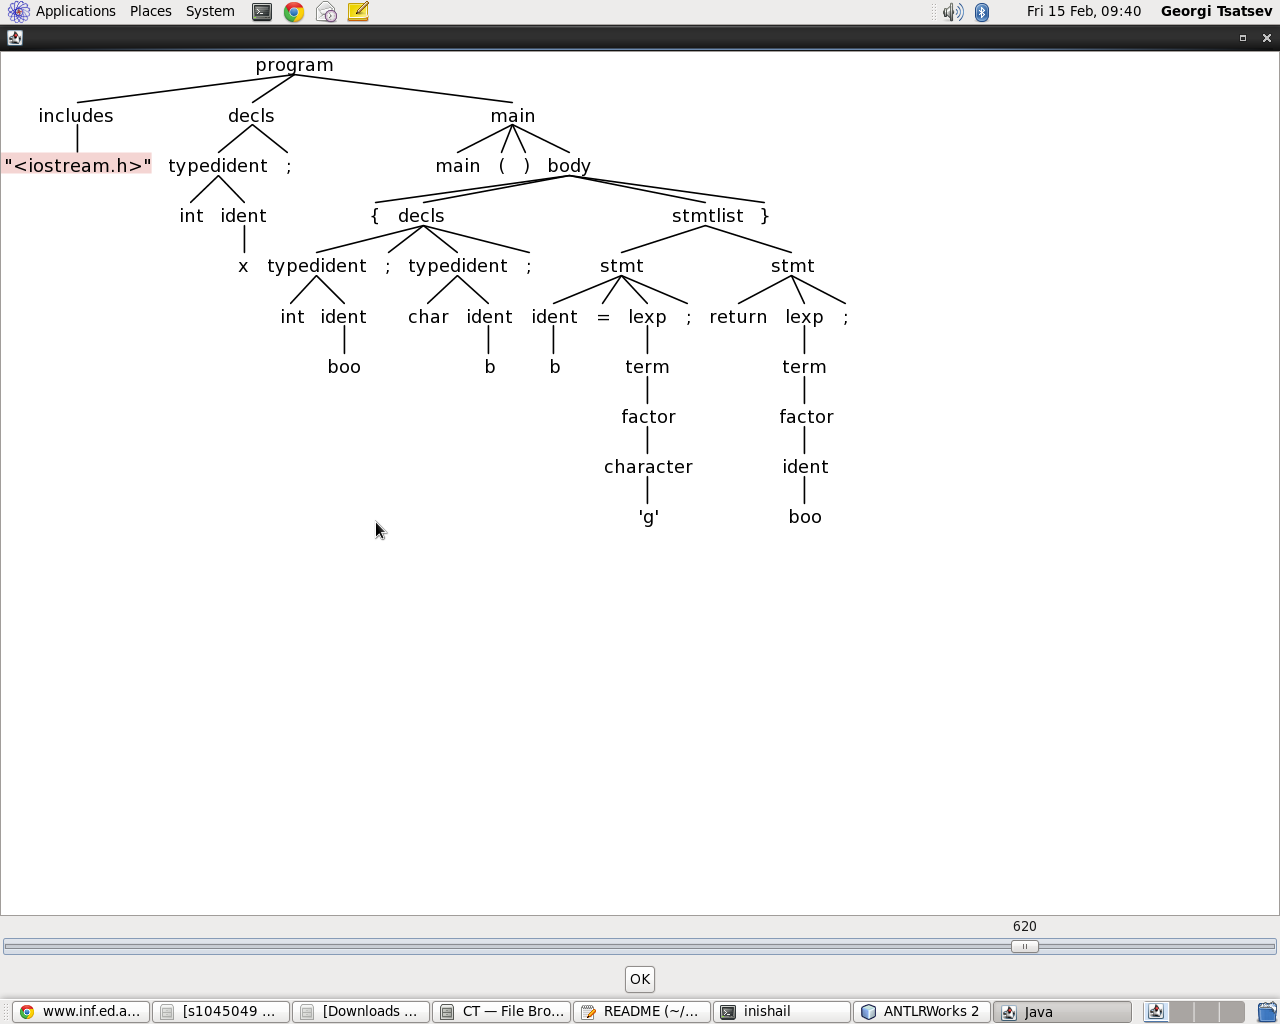 Applications Places System Fri 15 Feb, 09:40 Georgi Tsatsev
program
includes decls main
"<iostream.h>" typedident ; main ( ) body
int ident { decls stmtlist }
x typedident ; typedident ; stmt stmt
int ident char ident ident = lexp ; return lexp ;
boo b b term term
factor factor
character ident
'g' boo
620
OK
www.inf.ed.a... [s1045049 ... [Downloads ... CT — File Bro... README (~/... inishail ANTLRWorks 2 Java